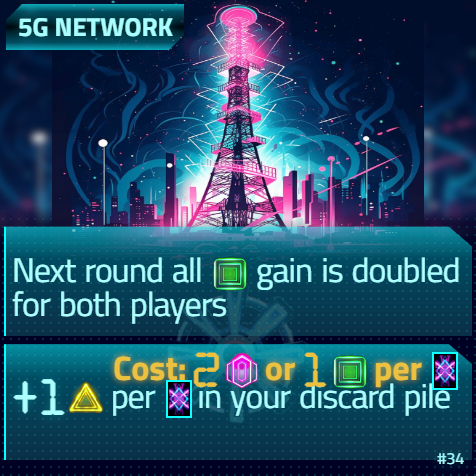 5G NETWORK
Next round all gain is doubled
for both players
Cost: 2 or 1 per
+1 per in your discard pile
#34